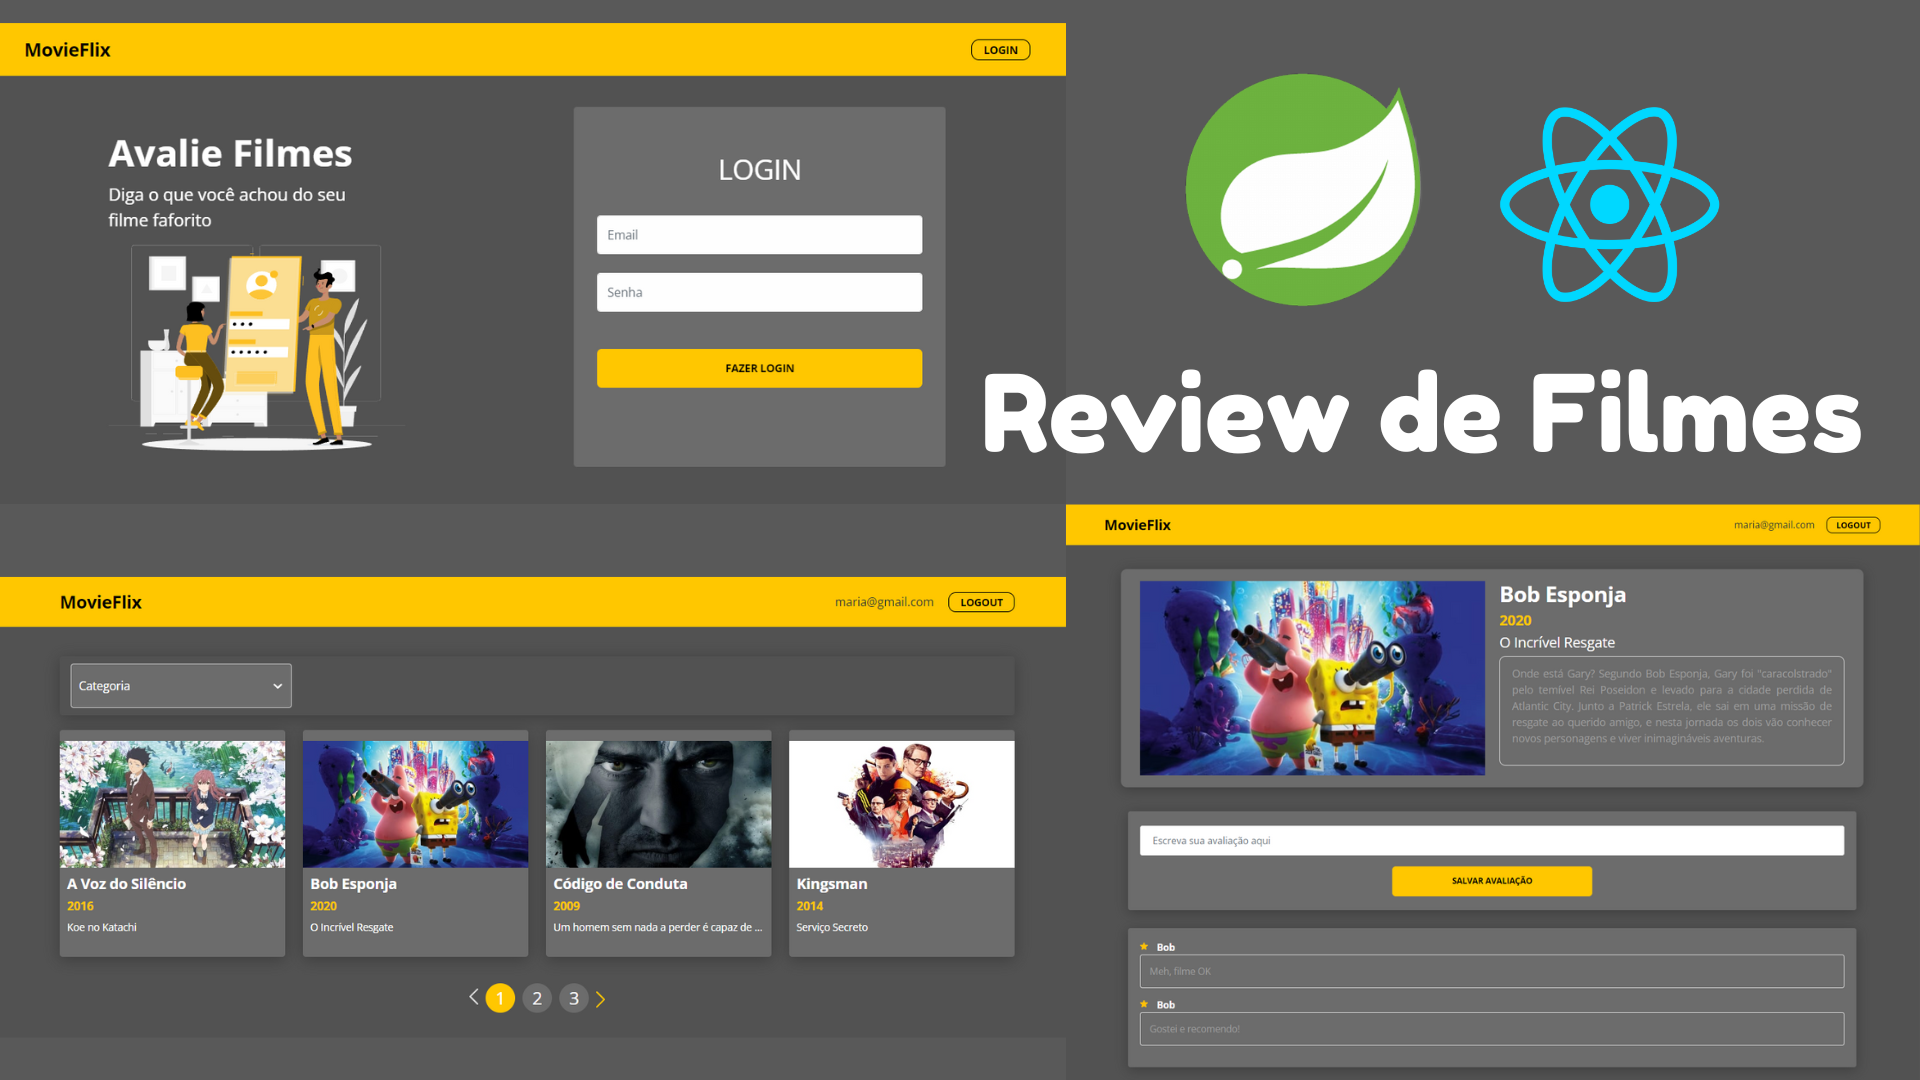 MovieFlix
LOGIN
Avalie Filmes
Diga o que você achou do seu
filme faforito
LOGIN
Email
Senha
FAZER LOGIN
Review de Filmes
MovieFlix
maria@gmail.com
LOGOUT
Categoria
A Voz do Silêncio
2016
Koe no Katachi
Bob Esponja
2020
O Incrível Resgate
Código de Conduta
2009
Um homem sem nada a perder é capaz de ...
Kingsman
2014
Serviço Secreto
1 2 3
MovieFlix
maria@gmail.com
LOGOUT
Bob Esponja
2020
O Incrível Resgate
Onde está Gary? Segundo Bob Esponja, Gary foi "caracolstrado"
pelo temível Rei Poseidon e levado para a cidade perdida de
Atlantic City. Junto a Patrick Estrela, ele sai em uma missão de
resgate ao querido amigo, e nesta jornada os dois vão conhecer
novos personagens e viver inimagináveis aventuras.
Escreva sua avaliação aqui
SALVAR AVALIAÇÃO
Bob
Meh, filme OK
Bob
Gostei e recomendo!